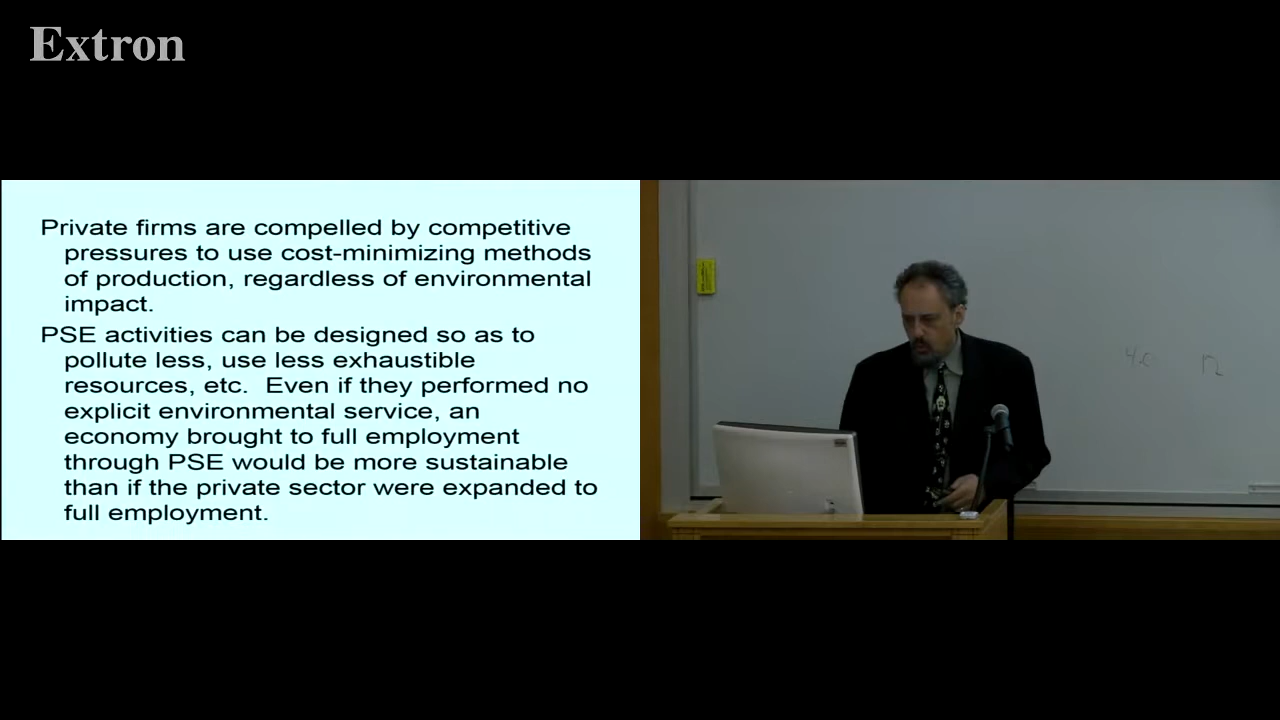 Extron
Private firms are compelled by competitive
pressures to use cost-minimizing methods
of production, regardless of environmental
impact.
PSE activities can be designed so as to
pollute less, use less exhaustible
resources, etc.  Even if they performed no
explicit environmental service, an
economy brought to full employment
through PSE would be more sustainable
than if the private sector were expanded to
full employment.